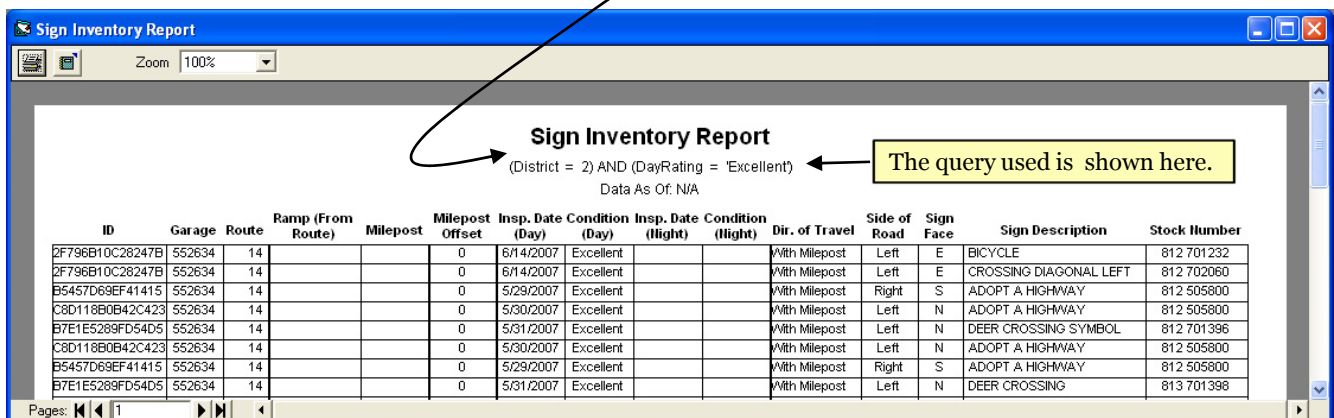 Sign Inventory Report
Zoom 100%
Sign Inventory Report
(District = 2) AND (DayRating = 'Excellent')
The query used is shown here.
Data As Of: N/A
ID Garage Route Ramp (From Route) Milepost Milepost Offset Insp. Date (Day) Condition (Day) Insp. Date (Night) Condition (Night) Dir. of Travel Side of Road Sign Face Sign Description Stock Number
2F796B10C28247B 552634 14 0 6/14/2007 Excellent With Milepost Left E BICYCLE 812 701232
2F796B10C28247B 552634 14 0 6/14/2007 Excellent With Milepost Left E CROSSING DIAGONAL LEFT 812 702060
B5457D69EF41415 552634 14 0 5/29/2007 Excellent With Milepost Right S ADOPT A HIGHWAY 812 505800
C8D118B0B42C423 552634 14 0 5/30/2007 Excellent With Milepost Left N ADOPT A HIGHWAY 812 505800
B7E1E5289FD54D5 552634 14 0 5/31/2007 Excellent With Milepost Left N DEER CROSSING SYMBOL 812 701396
C8D118B0B42C423 552634 14 0 5/30/2007 Excellent With Milepost Left N ADOPT A HIGHWAY 812 505800
B5457D69EF41415 552634 14 0 5/29/2007 Excellent With Milepost Right S ADOPT A HIGHWAY 812 505800
B7E1E5289FD54D5 552634 14 0 5/31/2007 Excellent With Milepost Left N DEER CROSSING 813 701398
Pages: 1